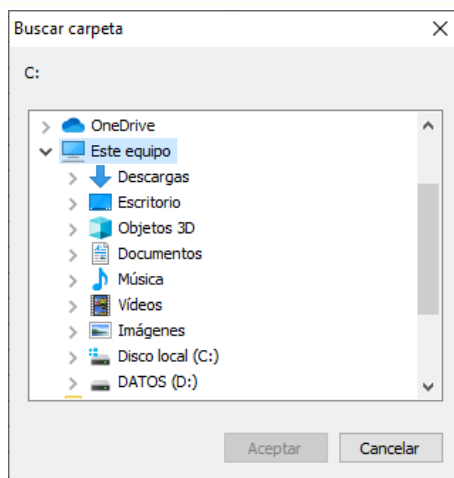 Buscar carpeta
C:
OneDrive
Este equipo
Descargas
Escritorio
Objetos 3D
Documentos
Música
Vídeos
Imágenes
Disco local (C:)
DATOS (D:)
Aceptar
Cancelar